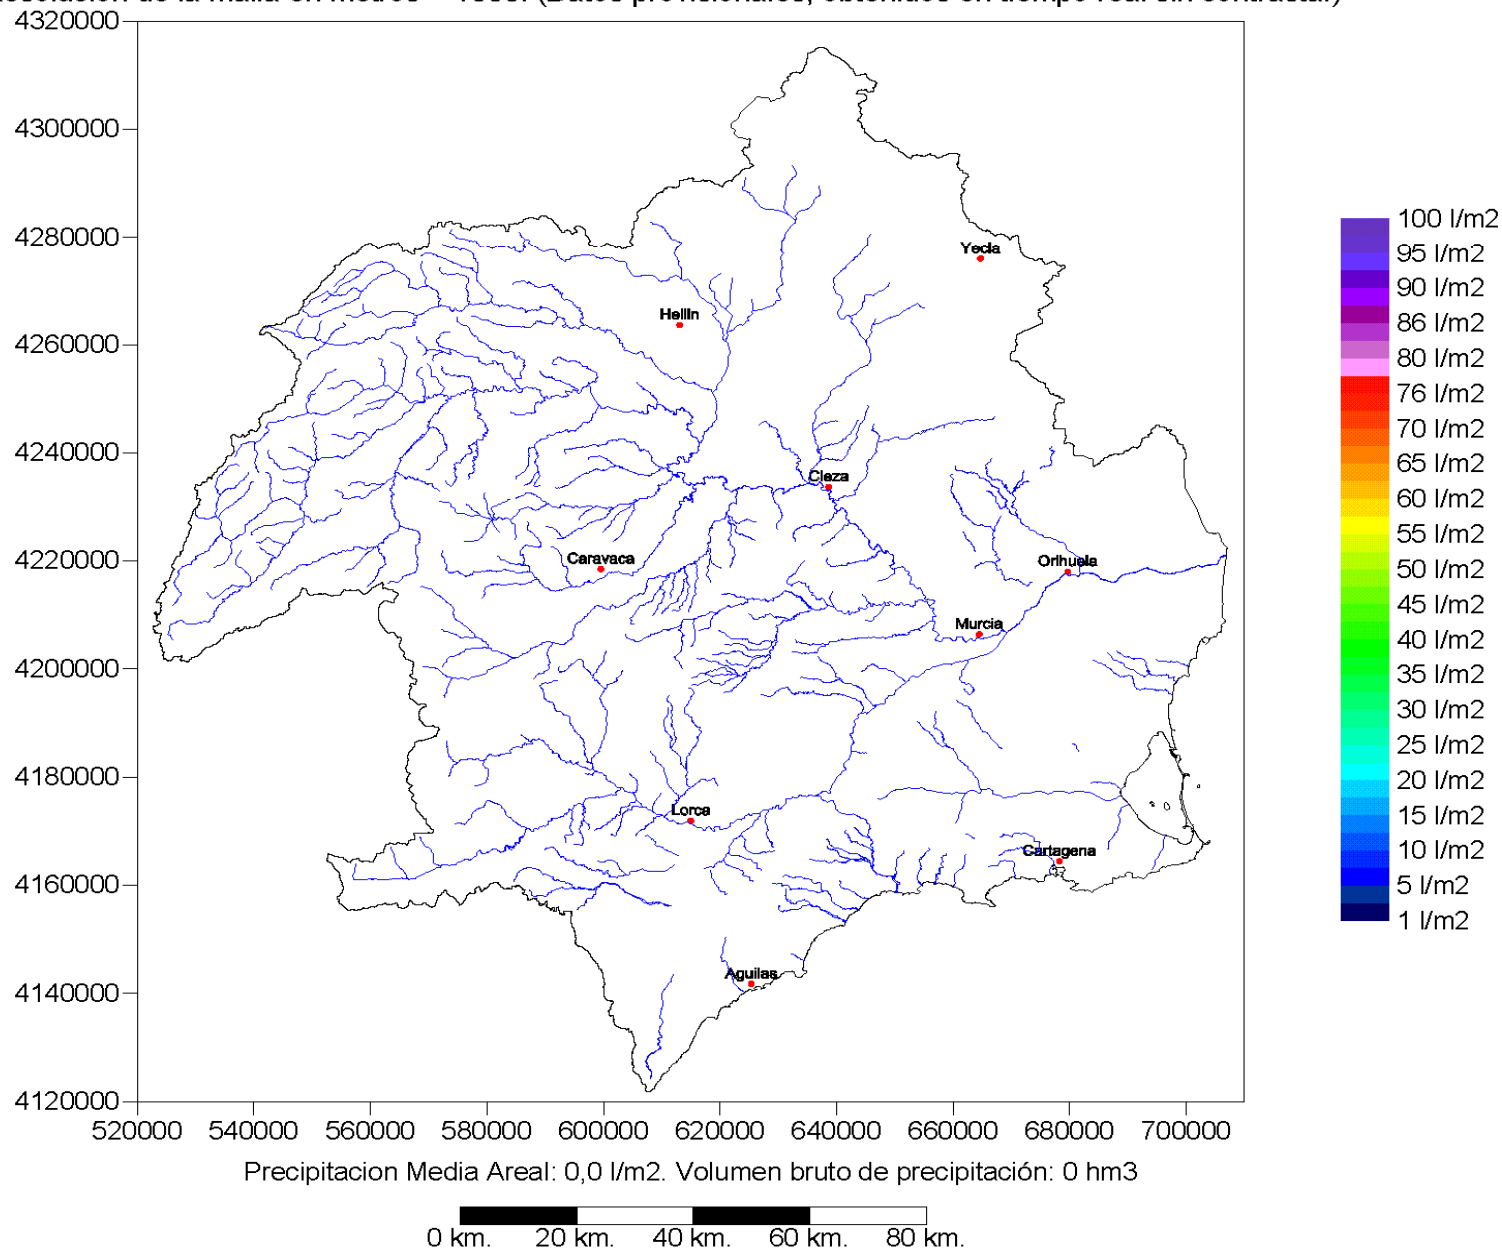 4320000
4300000
4280000
4260000
4240000
4220000
4200000
4180000
4160000
4140000
4120000
520000 540000 560000 580000 600000 620000 640000 660000 680000 700000
Yecla
Hellin
Cieza
Caravaca
Orihuela
Murcia
Lorca
Cartagena
Aguilas
100 l/m2
95 l/m2
90 l/m2
86 l/m2
80 l/m2
76 l/m2
70 l/m2
65 l/m2
60 l/m2
55 l/m2
50 l/m2
45 l/m2
40 l/m2
35 l/m2
30 l/m2
25 l/m2
20 l/m2
15 l/m2
10 l/m2
5 l/m2
1 l/m2
Precipitacion Media Areal: 0,0 l/m2. Volumen bruto de precipitación: 0 hm3
0 km. 20 km. 40 km. 60 km. 80 km.